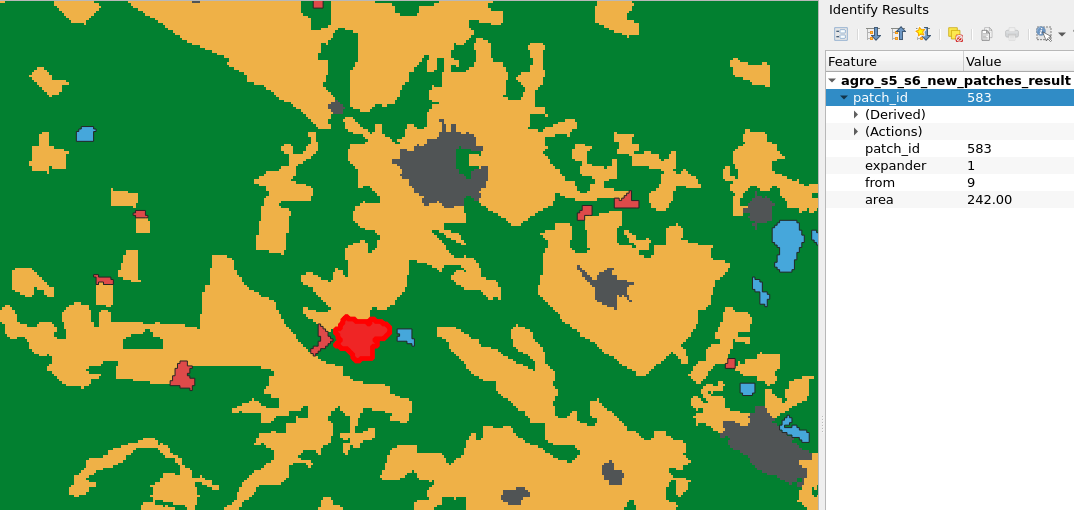 Identify Results
Feature Value
agro_s5_s6_new_patches_result
patch_id 583
(Derived)
(Actions)
patch_id 583
expander 1
from 9
area 242.00